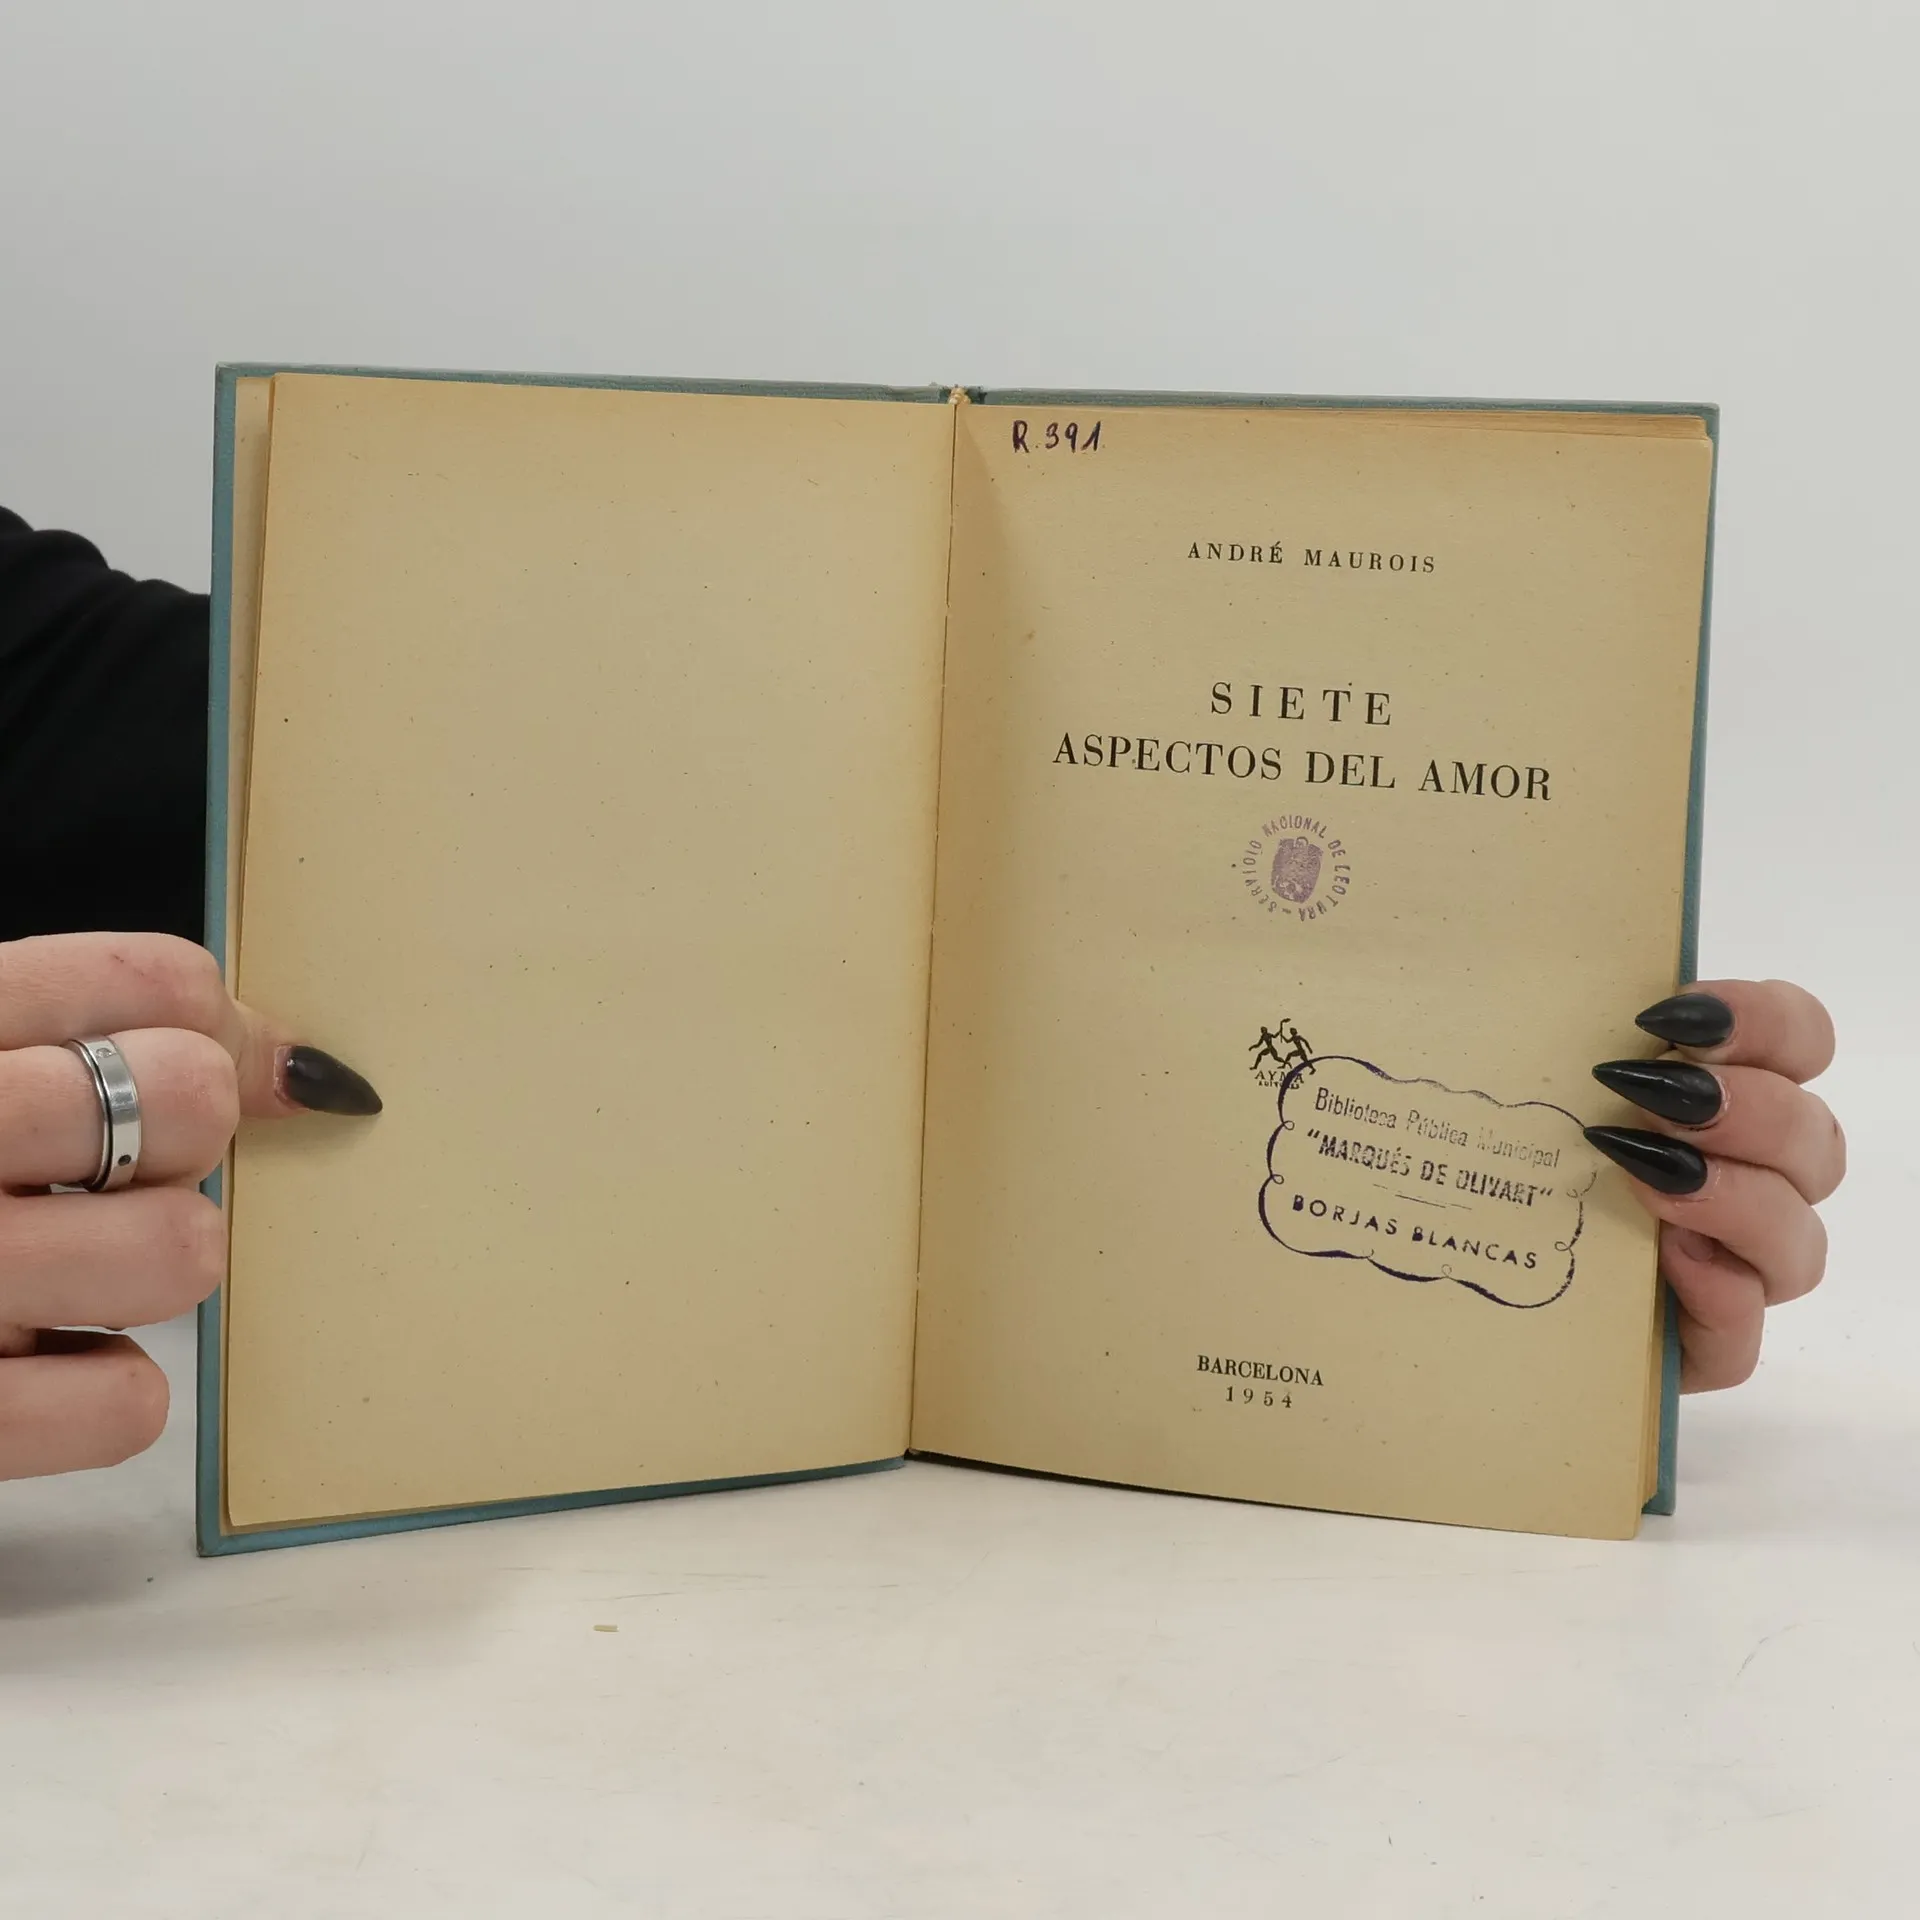 R.391.
ANDRÉ MAUROIS
SIETE
ASPECTOS DEL AMOR
SERVICIO NACIONAL DE LECTURA -
AYMA
Biblioteca Pública Municipal
"MARQUÉS DE OLIVART"
BORJAS BLANCAS
BARCELONA
1954